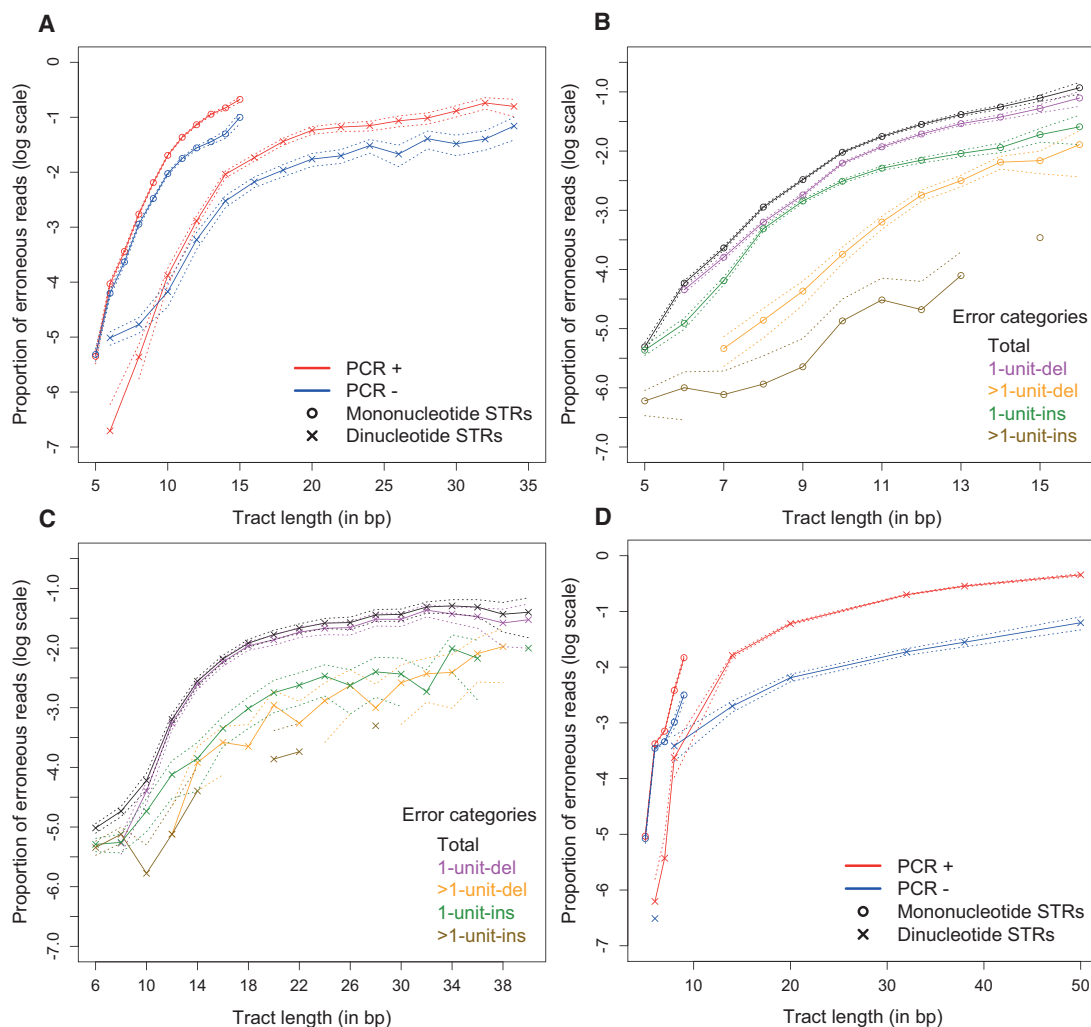 A
Proportion of erroneous reads (log scale)
0
-1
-2
-3
-4
-5
-6
-7
PCR +
PCR -
Mononucleotide STRs
Dinucleotide STRs
5
10
15
20
25
30
35
Tract length (in bp)
B
Proportion of erroneous reads (log scale)
-1.0
-2.0
-3.0
-4.0
-5.0
-6.0
-7.0
Error categories
Total
1-unit-del
>1-unit-del
1-unit-ins
>1-unit-ins
5
7
9
11
13
15
Tract length (in bp)
C
Proportion of erroneous reads (log scale)
-1.0
-2.0
-3.0
-4.0
-5.0
-6.0
-7.0
Error categories
Total
1-unit-del
>1-unit-del
1-unit-ins
>1-unit-ins
6
10
14
18
22
26
30
34
38
Tract length (in bp)
D
Proportion of erroneous reads (log scale)
0
-1
-2
-3
-4
-5
-6
-7
PCR +
PCR -
Mononucleotide STRs
Dinucleotide STRs
10
20
30
40
50
Tract length (in bp)